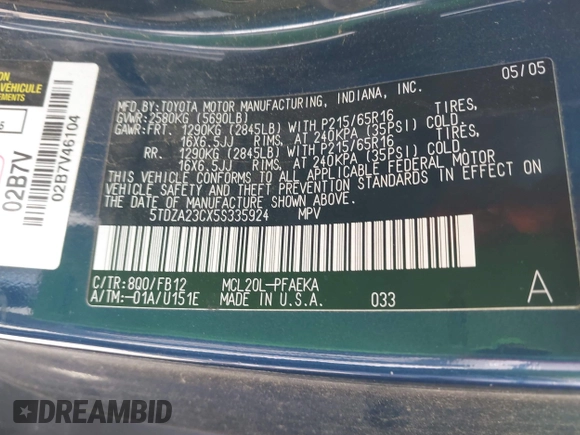 ON
VÉHICULE
EMENTS
02B7V
02B7V46104
05/05
MFD.BY: TOYOTA MOTOR MANUFACTURING, INDIANA, INC.
GVWR: 2580KG (5690LB)
GAWR: FRT. 1290KG (2845LB) WITH P215/65R16 TIRES,
16X6.5JJ RIMS, AT 240KPA (35PSI) COLD.
RR. 1290KG (2845LB) WITH P215/65R16 TIRES,
16X6.5JJ RIMS, AT 240KPA (35PSI) COLD.
THIS VEHICLE CONFORMS TO ALL APPLICABLE FEDERAL MOTOR
VEHICLE SAFETY AND THEFT PREVENTION STANDARDS IN EFFECT ON
THE DATE OF MANUFACTURE SHOWN ABOVE.
5TDZA23CX5S335924 MPV
C/TR: 8Q0/FB12 MCL20L-PFAEKA
A/TM: -01A/U151E MADE IN U.S.A. 033
DREAMBID